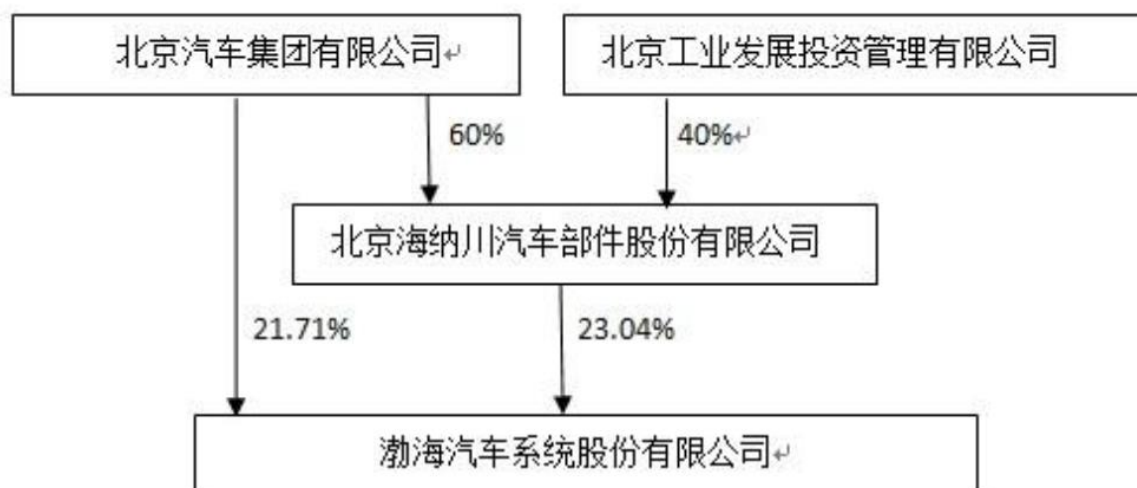 北京汽车集团有限公司↵
北京工业发展投资管理有限公司
60%
40%↵
北京海纳川汽车部件股份有限公司
21.71%
23.04%
渤海汽车系统股份有限公司↵